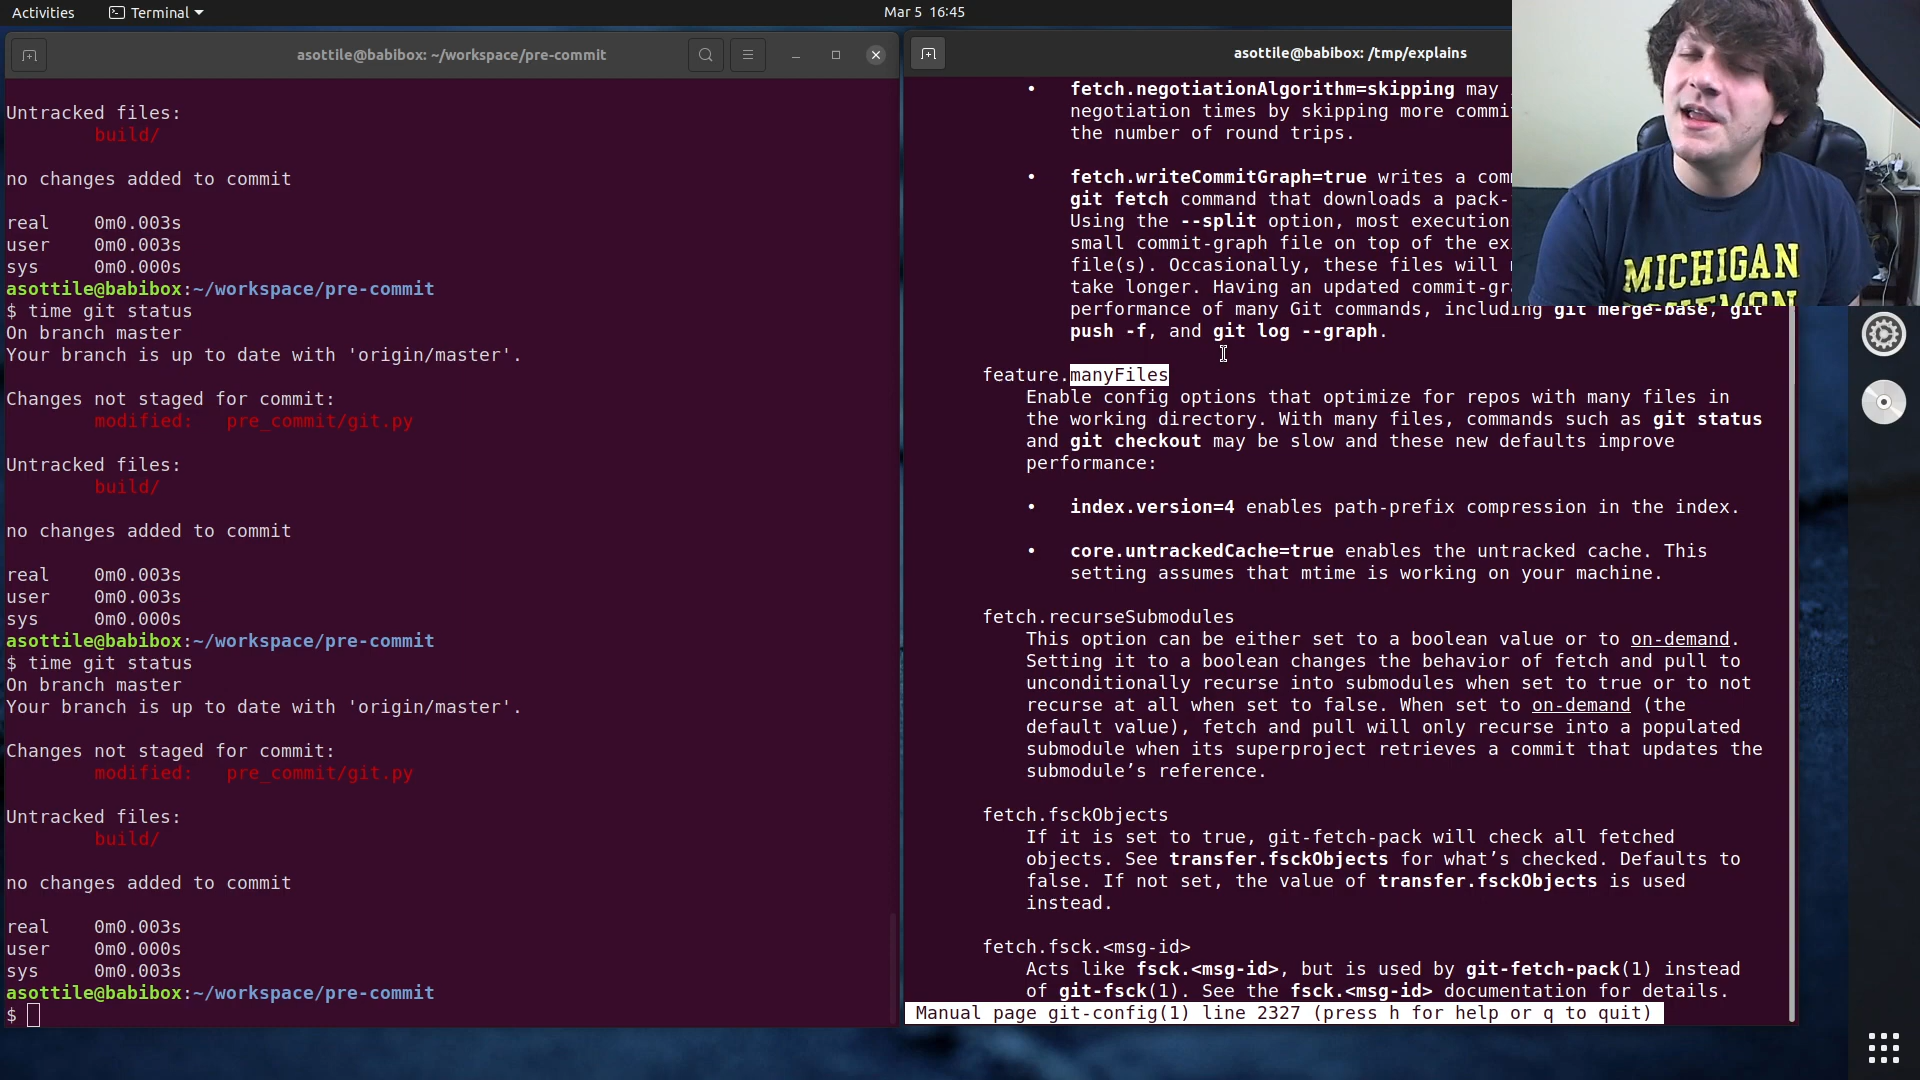 Activities
Terminal
Mar 5 16:45
asottile@babibox: ~/workspace/pre-commit
Untracked files:
build/
no changes added to commit
real 0m0.003s
user 0m0.003s
sys 0m0.000s
asottile@babibox:~/workspace/pre-commit
$ time git status
On branch master
Your branch is up to date with 'origin/master'.
Changes not staged for commit:
modified: pre_commit/git.py
Untracked files:
build/
no changes added to commit
real 0m0.003s
user 0m0.003s
sys 0m0.000s
asottile@babibox:~/workspace/pre-commit
$ time git status
On branch master
Your branch is up to date with 'origin/master'.
Changes not staged for commit:
modified: pre_commit/git.py
Untracked files:
build/
no changes added to commit
real 0m0.003s
user 0m0.000s
sys 0m0.003s
asottile@babibox:~/workspace/pre-commit
$
asottile@babibox: /tmp/explains
• fetch.negotiationAlgorithm=skipping may
negotiation times by skipping more commi
the number of round trips.
• fetch.writeCommitGraph=true writes a com
git fetch command that downloads a pack-
Using the --split option, most execution
small commit-graph file on top of the ex
file(s). Occasionally, these files will
take longer. Having an updated commit-gr
performance of many Git commands, including git merge-base, git
push -f, and git log --graph.
feature.manyFiles
Enable config options that optimize for repos with many files in
the working directory. With many files, commands such as git status
and git checkout may be slow and these new defaults improve
performance:
• index.version=4 enables path-prefix compression in the index.
• core.untrackedCache=true enables the untracked cache. This
setting assumes that mtime is working on your machine.
fetch.recurseSubmodules
This option can be either set to a boolean value or to on-demand.
Setting it to a boolean changes the behavior of fetch and pull to
unconditionally recurse into submodules when set to true or to not
recurse at all when set to false. When set to on-demand (the
default value), fetch and pull will only recurse into a populated
submodule when its superproject retrieves a commit that updates the
submodule’s reference.
fetch.fsckObjects
If it is set to true, git-fetch-pack will check all fetched
objects. See transfer.fsckObjects for what’s checked. Defaults to
false. If not set, the value of transfer.fsckObjects is used
instead.
fetch.fsck.<msg-id>
Acts like fsck.<msg-id>, but is used by git-fetch-pack(1) instead
of git-fsck(1). See the fsck.<msg-id> documentation for details.
Manual page git-config(1) line 2327 (press h for help or q to quit)
MICHIGAN